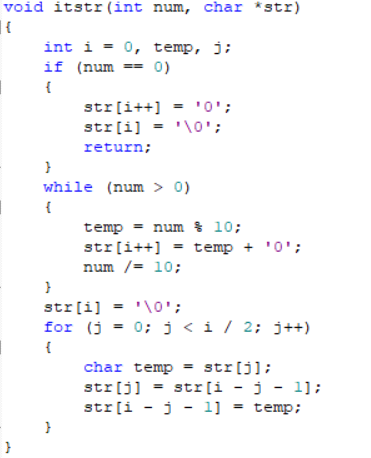 void itstr(int num, char *str)
{
    int i = 0, temp, j;
    if (num == 0)
    {
        str[i++] = '0';
        str[i] = '\0';
        return;
    }
    while (num > 0)
    {
        temp = num % 10;
        str[i++] = temp + '0';
        num /= 10;
    }
    str[i] = '\0';
    for (j = 0; j < i / 2; j++)
    {
        char temp = str[j];
        str[j] = str[i - j - 1];
        str[i - j - 1] = temp;
    }
}